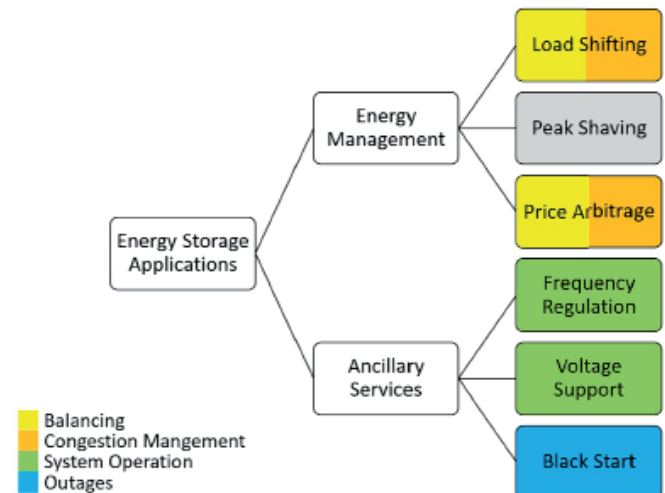 Load Shifting
Energy
Management
Peak Shaving
Price Arbitrage
Energy Storage
Applications
Frequency
Regulation
Ancillary
Services
Voltage
Support
Black Start
Balancing
Congestion Mangement
System Operation
Outages